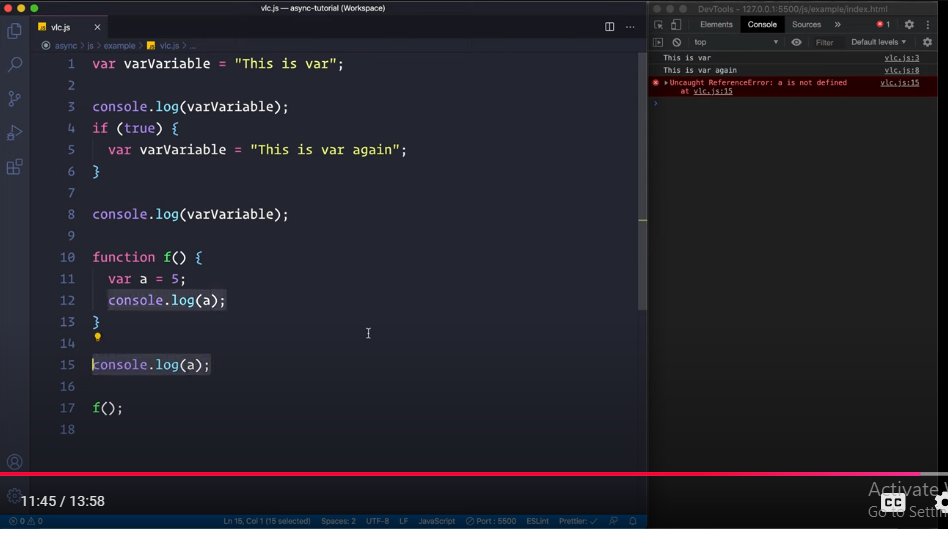 vlc.js — async-tutorial (Workspace)
vlc.js ×
async › js › example › vlc.js › ...
1 var varVariable = "This is var";
2
3 console.log(varVariable);
4 if (true) {
5 var varVariable = "This is var again";
6 }
7
8 console.log(varVariable);
9
10 function f() {
11 var a = 5;
12 console.log(a);
13 }
14
15 console.log(a);
16
17 f();
18
DevTools - 127.0.0.1:5500/js/example/index.html
Elements Console Sources » 1
top Filter Default levels
This is var vlc.js:3
This is var again vlc.js:8
Uncaught ReferenceError: a is not defined vlc.js:15
at vlc.js:15
11:45 / 13:58
Activate
CC
Go to Settin
0 0 Ln 15, Col 1 (15 selected) Spaces: 2 UTF-8 LF JavaScript Port : 5500 ESLint Prettier: ✓